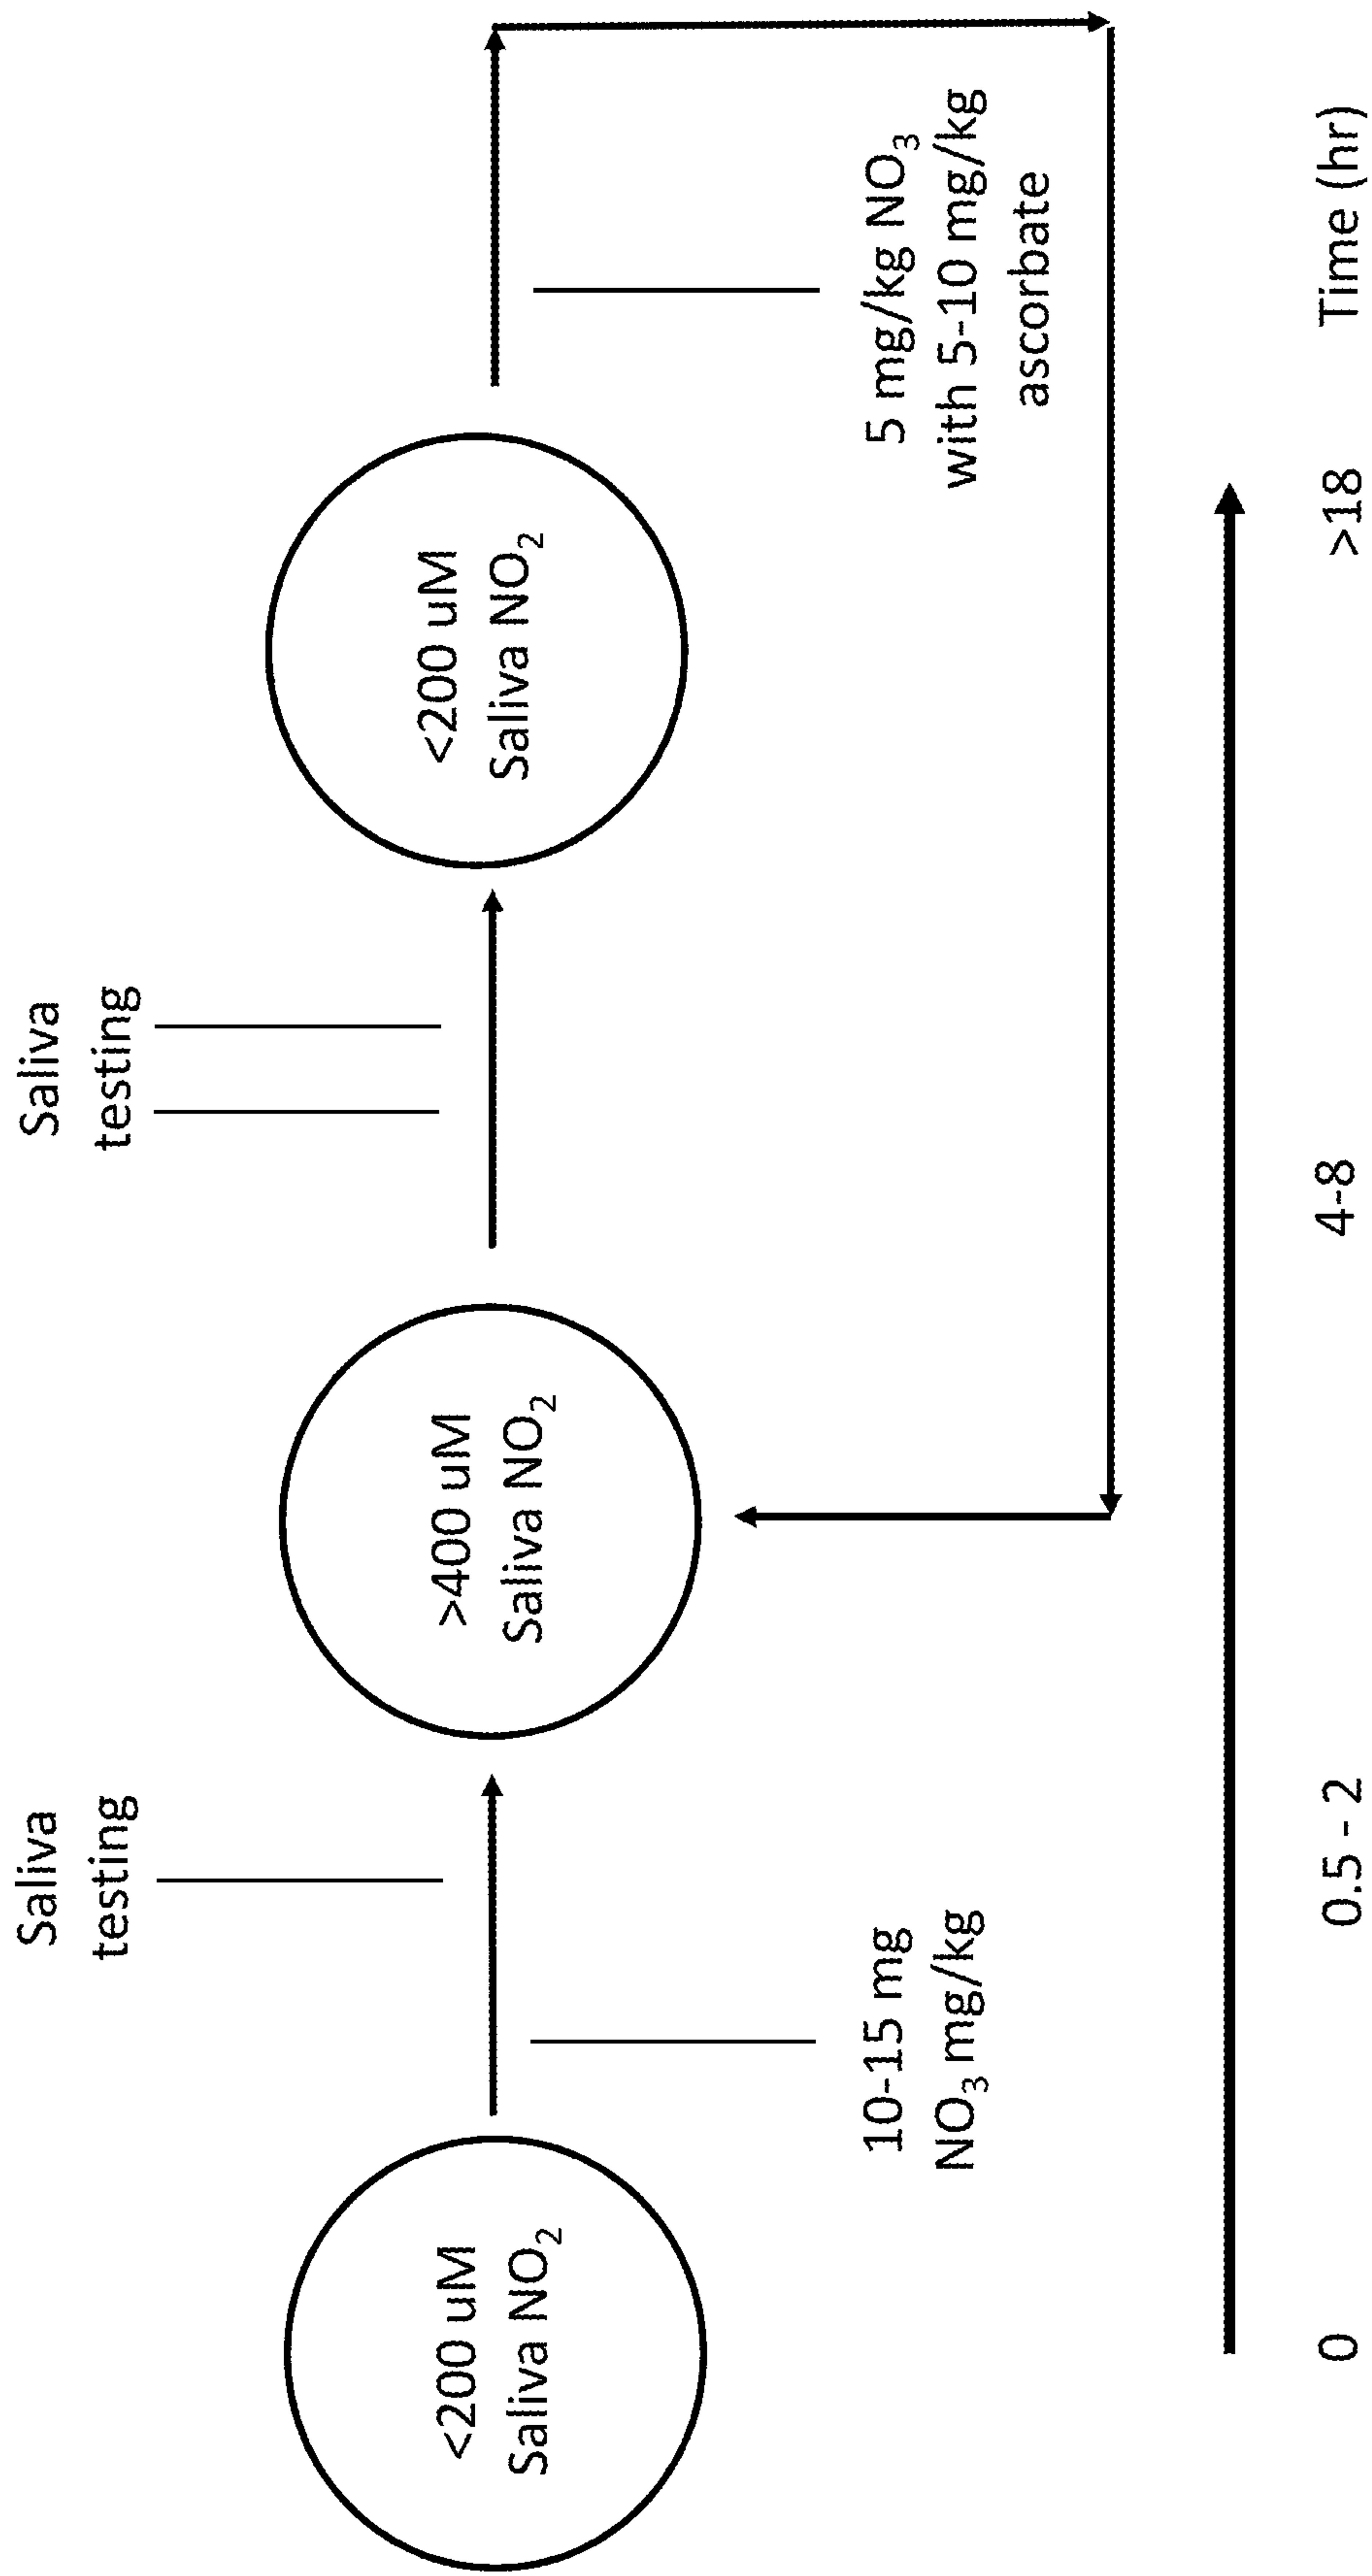 Saliva
testing
Saliva
testing
<200 uM
Saliva NO₂
>400 uM
Saliva NO₂
<200 uM
Saliva NO₂
10-15 mg
NO₃ mg/kg
5 mg/kg NO₃
with 5-10 mg/kg
ascorbate
0
0.5 - 2
4-8
>18
Time (hr)